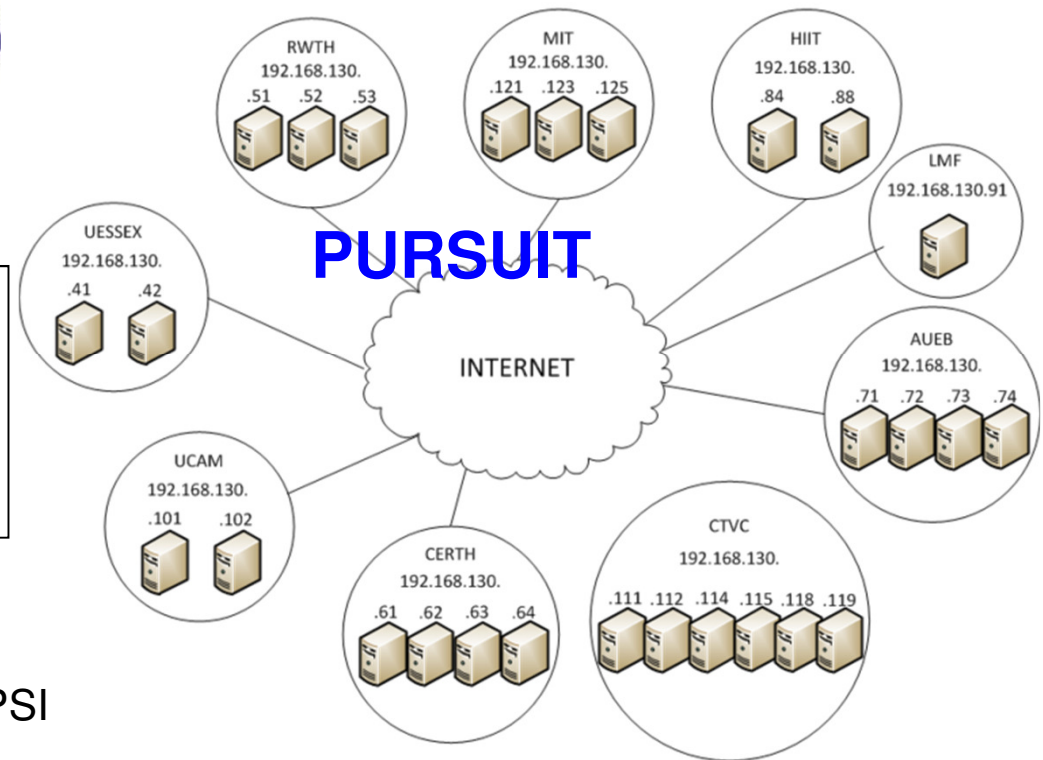 RWTH
192.168.130.
.51 .52 .53
MIT
192.168.130.
.121 .123 .125
HIIT
192.168.130.
.84 .88
LMF
192.168.130.91
UESSEX
192.168.130.
.41 .42
PURSUIT
INTERNET
AUEB
192.168.130.
.71 .72 .73 .74
UCAM
192.168.130.
.101 .102
CERTH
192.168.130.
.61 .62 .63 .64
CTVC
192.168.130.
.111 .112 .114 .115 .118 .119
PSI